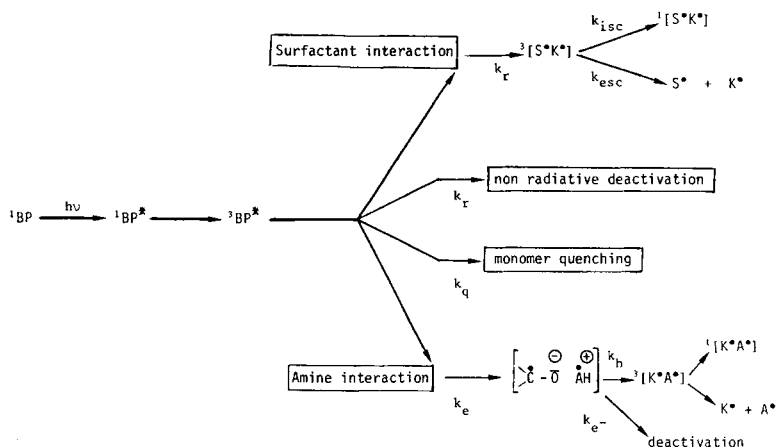 k_isc ¹[S•K•]
Surfactant interaction k_r ³[S•K•]
k_esc S• + K•
k_r non radiative deactivation
¹BP hν ¹BP* ³BP*
k_q monomer quenching
Amine interaction k_e [>Ċ - Ō ⊖ ȦH ⊕] k_h ³[K•A•] ¹[K•A•]
K• + A•
k_e- deactivation